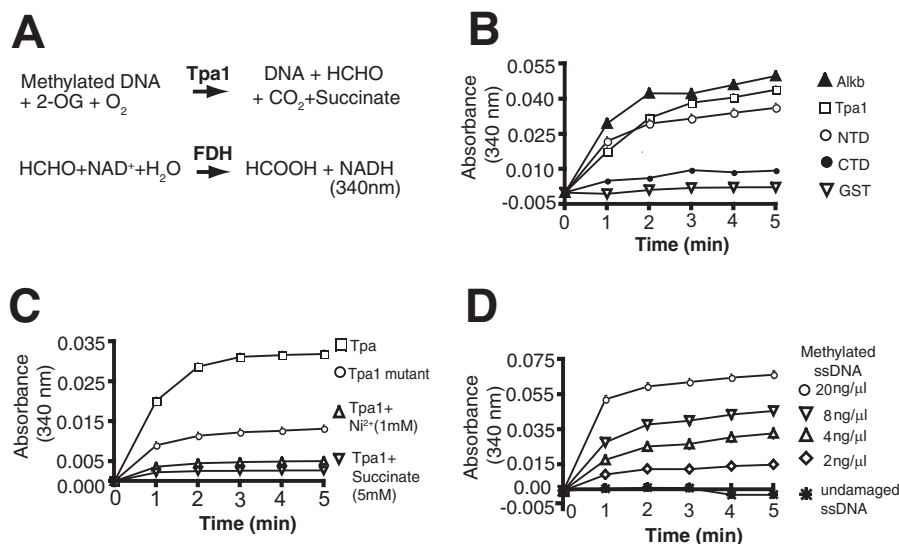 A
Methylated DNA
+ 2-OG + O₂
Tpa1
DNA + HCHO
+ CO₂+Succinate
HCHO+NAD⁺+H₂O
FDH
HCOOH + NADH
(340nm)
B
Absorbance
(340 nm)
0.055
0.040
0.025
0.010
-0.005
0 1 2 3 4 5
Time (min)
Alkb
Tpa1
NTD
CTD
GST
C
Absorbance
(340 nm)
0.035
0.025
0.015
0.005
0.000
0 1 2 3 4 5
Time (min)
Tpa
Tpa1 mutant
Tpa1+
Ni²⁺(1mM)
Tpa1+
Succinate
(5mM)
D
Absorbance
(340 nm)
0.075
0.055
0.035
0.015
0.00
-0.005
0 1 2 3 4 5
Time (min)
Methylated
ssDNA
20ng/µl
8ng/µl
4ng/µl
2ng/µl
undamaged
ssDNA